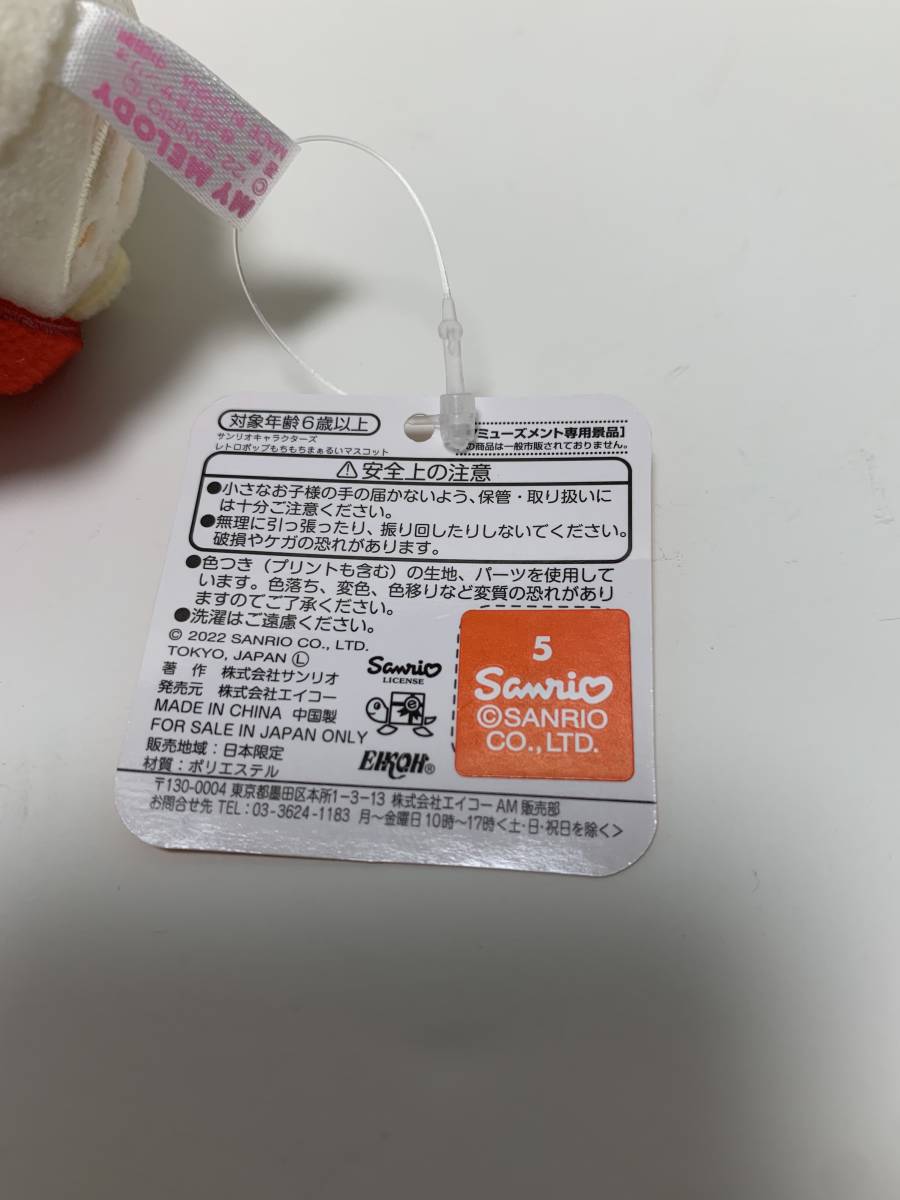 MY MELODY
© '22 SANRIO Ⓛ
対象年齢6歳以上
サンリオキャラクターズ
レトロポップもちもちまぁるいマスコット
ミューズメント専用景品]
の商品は一般市販されておりません。
⚠安全上の注意
●小さなお子様の手の届かないよう、保管・取り扱いに
は十分ご注意ください。
●無理に引っ張ったり、振り回したりしないでください。
破損やケガの恐れがあります。
●色つき(プリントも含む)の生地、パーツを使用して
います。色落ち、変色、色移りなど変質の恐れがあり
ますのでご了承ください。
●洗濯はご遠慮ください。
© 2022 SANRIO CO., LTD.
TOKYO, JAPAN Ⓛ
著 作 株式会社サンリオ
発売元 株式会社エイコー
MADE IN CHINA 中国製
FOR SALE IN JAPAN ONLY
販売地域:日本限定
材質:ポリエステル
Sanrio
LICENSE
e
EIKOH®
5
Sanrio
©SANRIO
CO.,LTD.
〒130-0004 東京都墨田区本所1-3-13 株式会社エイコー AM販売部
お問合せ先 TEL:03-3624-1183 月~金曜日10時~17時<土・日・祝日を除く>